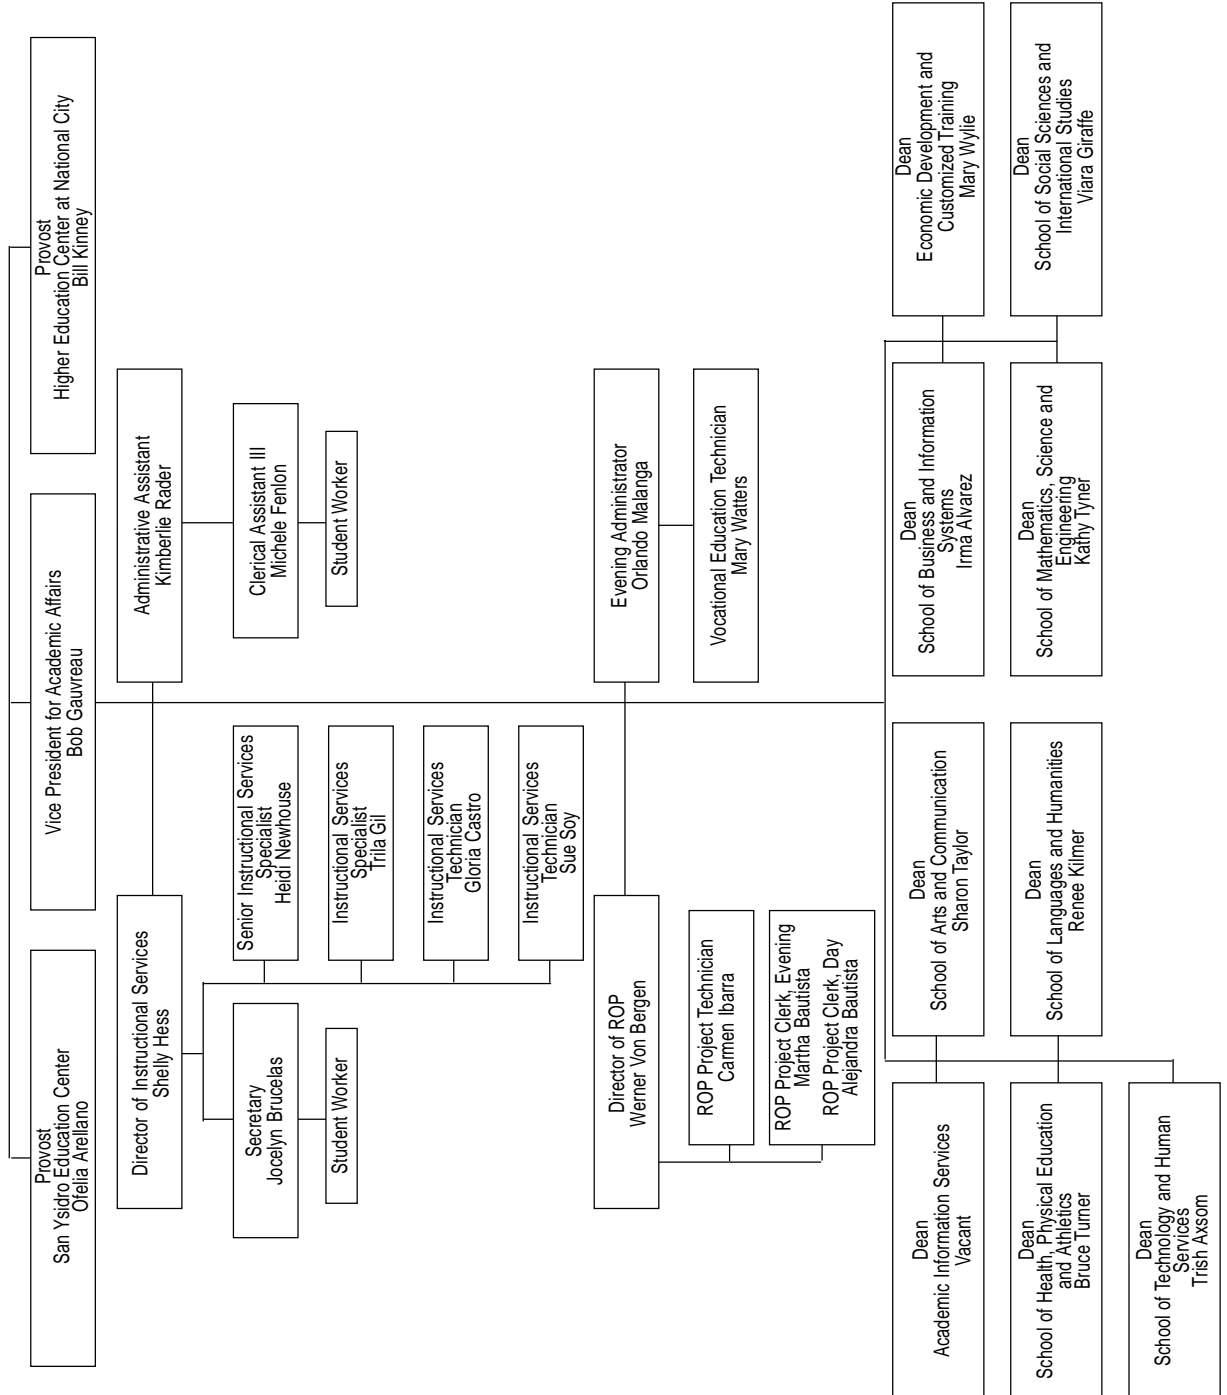 Provost
San Ysidro Education Center
Ofelia Arellano
Vice President for Academic Affairs
Bob Gauvreau
Provost
Higher Education Center at National City
Bill Kinney
Director of Instructional Services
Shelly Hess
Administrative Assistant
Kimberlie Rader
Secretary
Jocelyn Brucelas
Student Worker
Senior Instructional Services
Specialist
Heidi Newhouse
Instructional Services
Specialist
Trila Gil
Instructional Services
Technician
Gloria Castro
Instructional Services
Technician
Sue Soy
Clerical Assistant III
Michele Fenlon
Student Worker
Director of ROP
Werner Von Bergen
ROP Project Technician
Carmen Ibarra
ROP Project Clerk, Evening
Martha Bautista
ROP Project Clerk, Day
Alejandra Bautista
Evening Administrator
Orlando Malanga
Vocational Education Technician
Mary Watters
Dean
Academic Information Services
Vacant
Dean
School of Arts and Communication
Sharon Taylor
Dean
School of Business and Information
Systems
Irma Alvarez
Dean
Economic Development and
Customized Training
Mary Wylie
Dean
School of Health, Physical Education
and Athletics
Bruce Turner
Dean
School of Languages and Humanities
Renee Kilmer
Dean
School of Mathematics, Science and
Engineering
Kathy Tyner
Dean
School of Social Sciences and
International Studies
Viara Giraffe
Dean
School of Technology and Human
Services
Trish Axsom